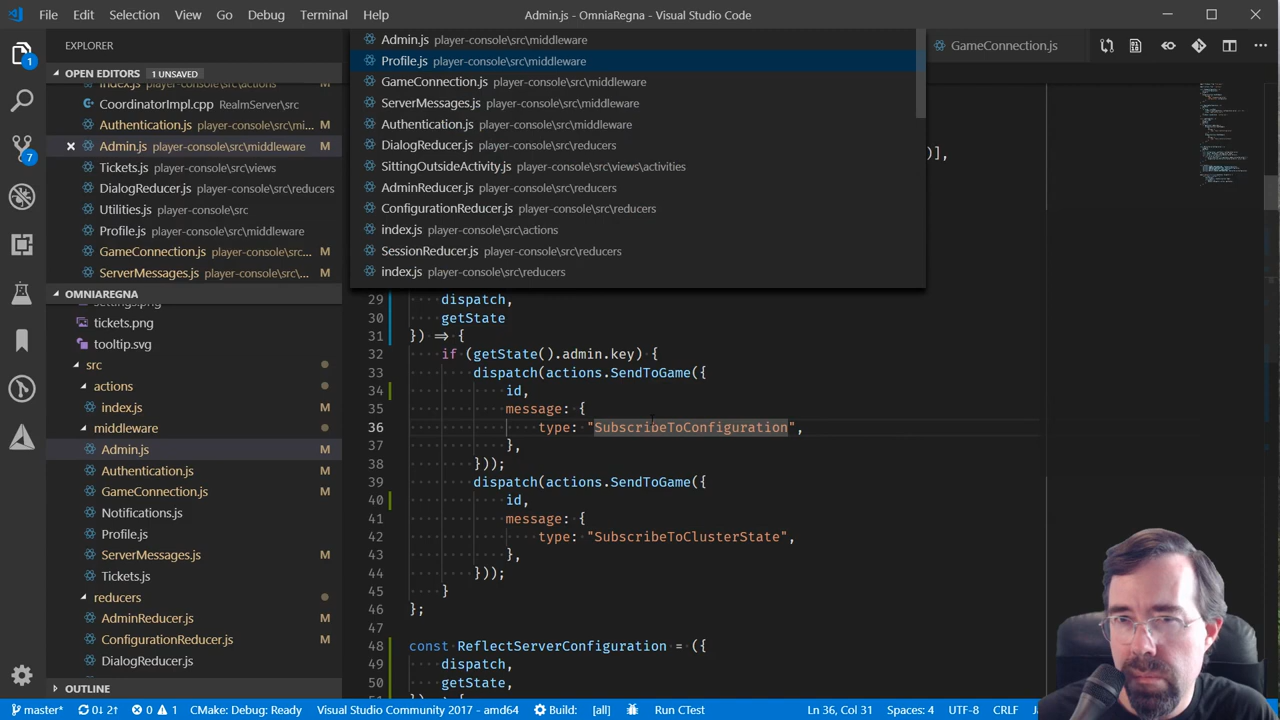 File Edit Selection View Go Debug Terminal Help
Admin.js - OmniaRegna - Visual Studio Code
EXPLORER
OPEN EDITORS 1 UNSAVED
index.js player-console\src\actions
CoordinatorImpl.cpp RealmServer\src
Authentication.js player-console\src\mi... M
Admin.js player-console\src\middleware M
Tickets.js player-console\src\views
DialogReducer.js player-console\src\reducers
Utilities.js player-console\src
Profile.js player-console\src\middleware
GameConnection.js player-console\src\... M
ServerMessages.js player-console\src\... M
OMNIAREGNA
settings.png
tickets.png
tooltip.svg
src
actions
index.js M
middleware
Admin.js M
Authentication.js M
GameConnection.js M
Notifications.js
Profile.js
ServerMessages.js M
Tickets.js
reducers
AdminReducer.js M
ConfigurationReducer.js M
DialogReducer.js
OUTLINE
1
7
Admin.js player-console\src\middleware
Profile.js player-console\src\middleware
GameConnection.js player-console\src\middleware
ServerMessages.js player-console\src\middleware
Authentication.js player-console\src\middleware
DialogReducer.js player-console\src\reducers
SittingOutsideActivity.js player-console\src\views\activities
AdminReducer.js player-console\src\reducers
ConfigurationReducer.js player-console\src\reducers
index.js player-console\src\actions
SessionReducer.js player-console\src\reducers
index.js player-console\src\reducers
GameConnection.js
)],
29 dispatch,
30 getState
31 }) => {
32 if (getState().admin.key) {
33 dispatch(actions.SendToGame({
34 id,
35 message: {
36 type: "SubscribeToConfiguration",
37 },
38 }));
39 dispatch(actions.SendToGame({
40 id,
41 message: {
42 type: "SubscribeToClusterState",
43 },
44 }));
45 }
46 };
47
48 const ReflectServerConfiguration = ({
49 dispatch,
50 getState,
master* 0↓ 2↑ 0 1 CMake: Debug: Ready Visual Studio Community 2017 - amd64 Build: [all] Run CTest Ln 36, Col 31 Spaces: 4 UTF-8 CRLF